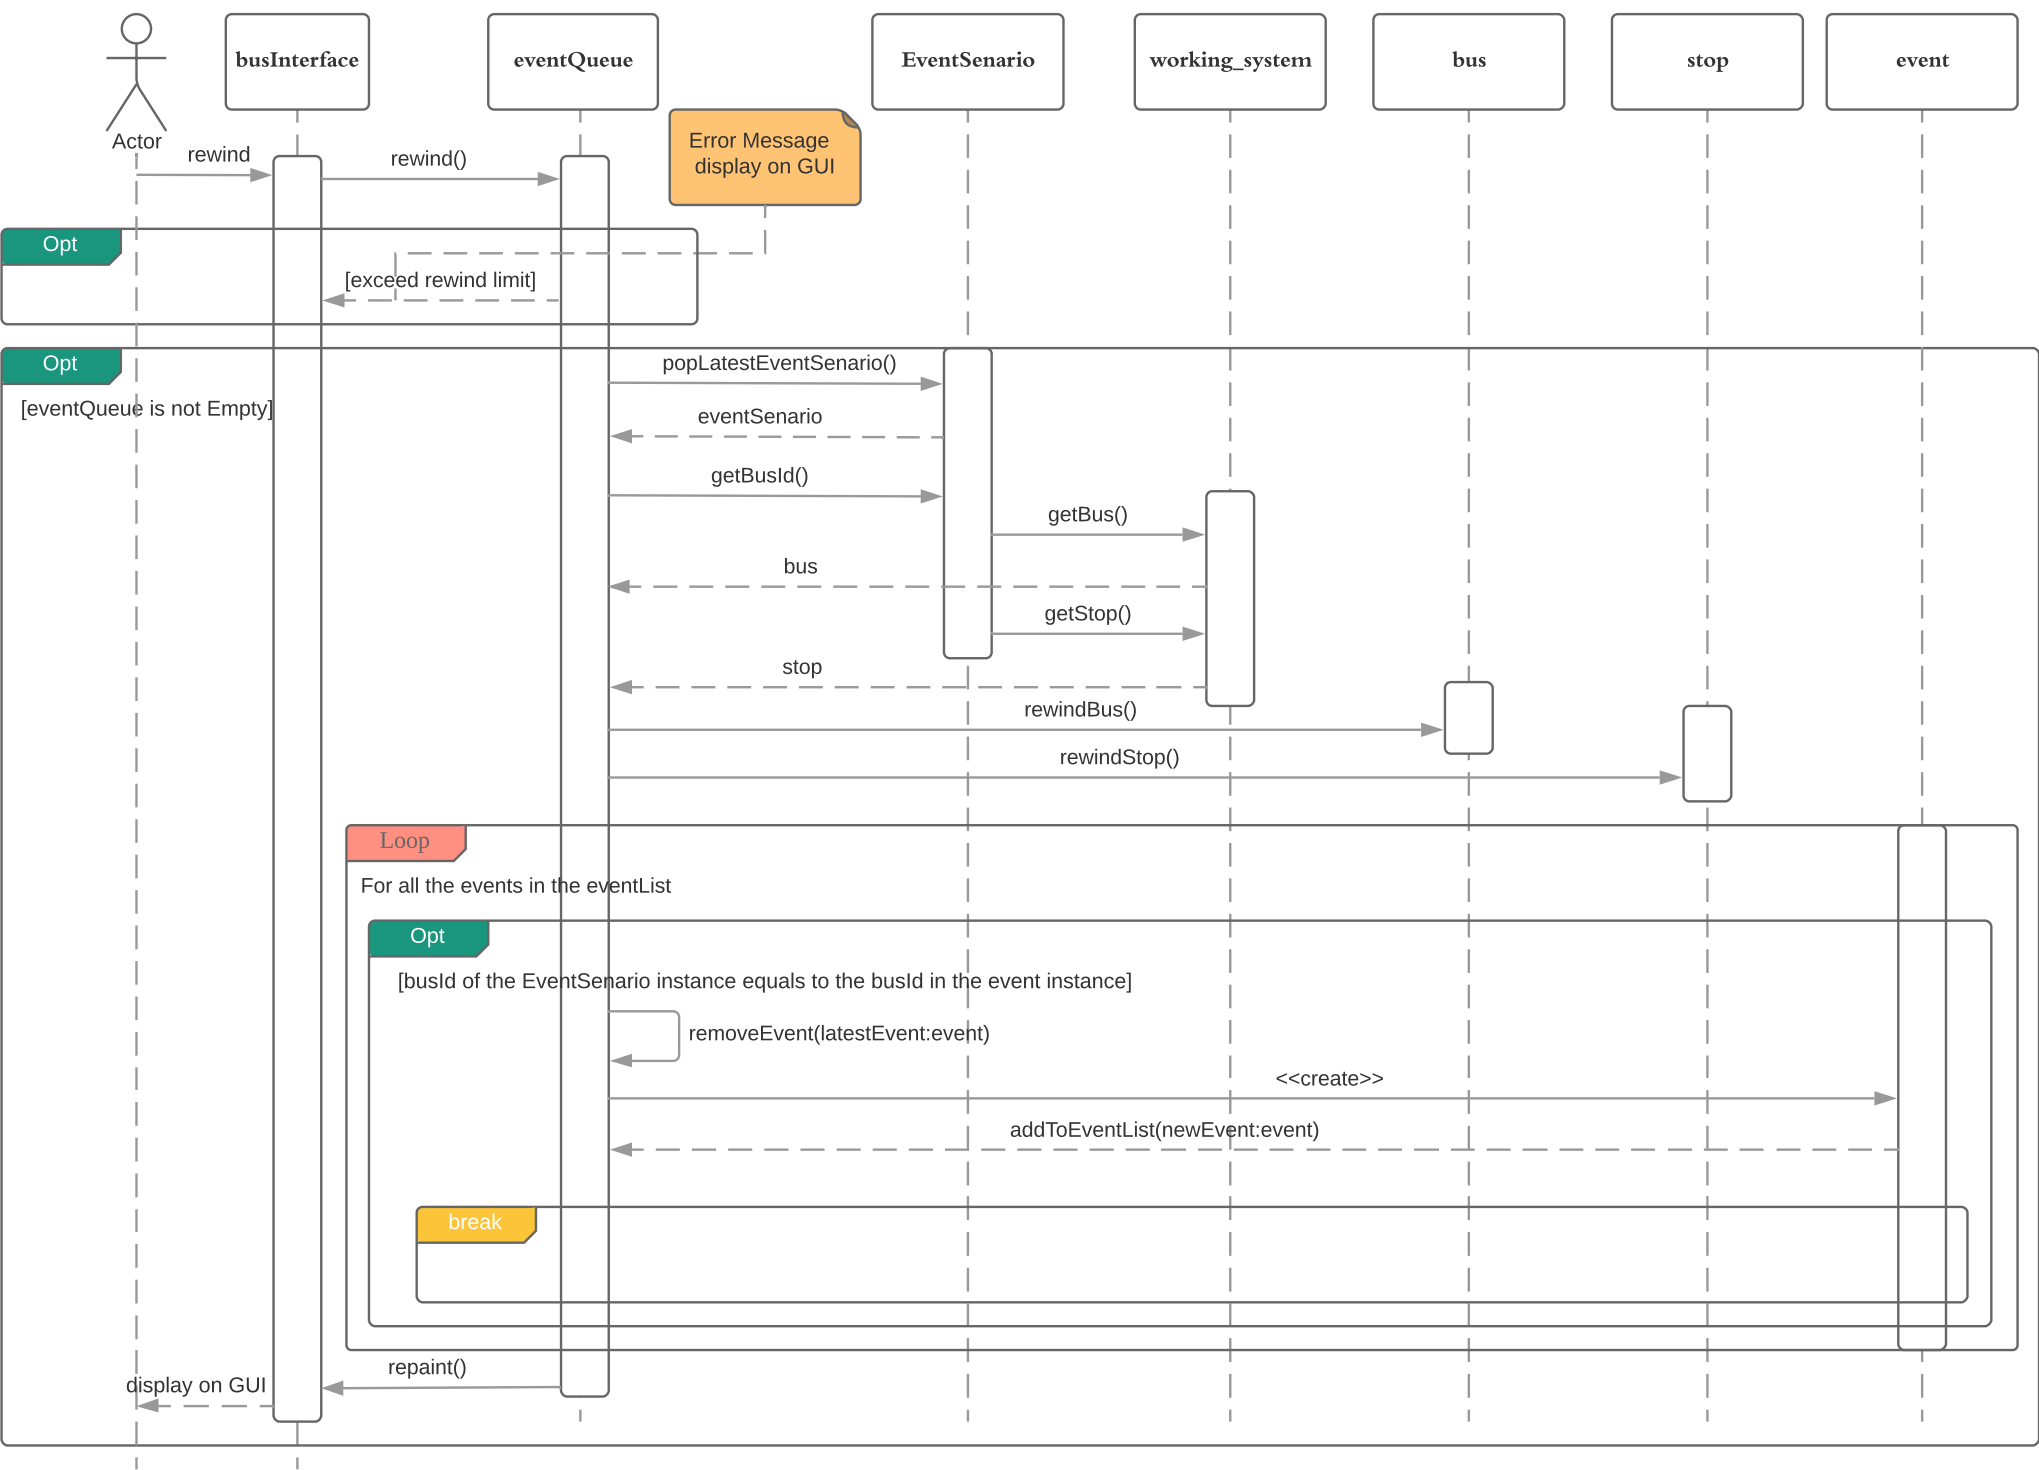 busInterface
eventQueue
EventSenario
working_system
bus
stop
event
Actor
Error Message
display on GUI
rewind
rewind()
Opt
[exceed rewind limit]
Opt
[eventQueue is not Empty]
popLatestEventSenario()
eventSenario
getBusId()
getBus()
bus
getStop()
stop
rewindBus()
rewindStop()
Loop
For all the events in the eventList
Opt
[busId of the EventSenario instance equals to the busId in the event instance]
removeEvent(latestEvent:event)
<<create>>
addToEventList(newEvent:event)
break
repaint()
display on GUI